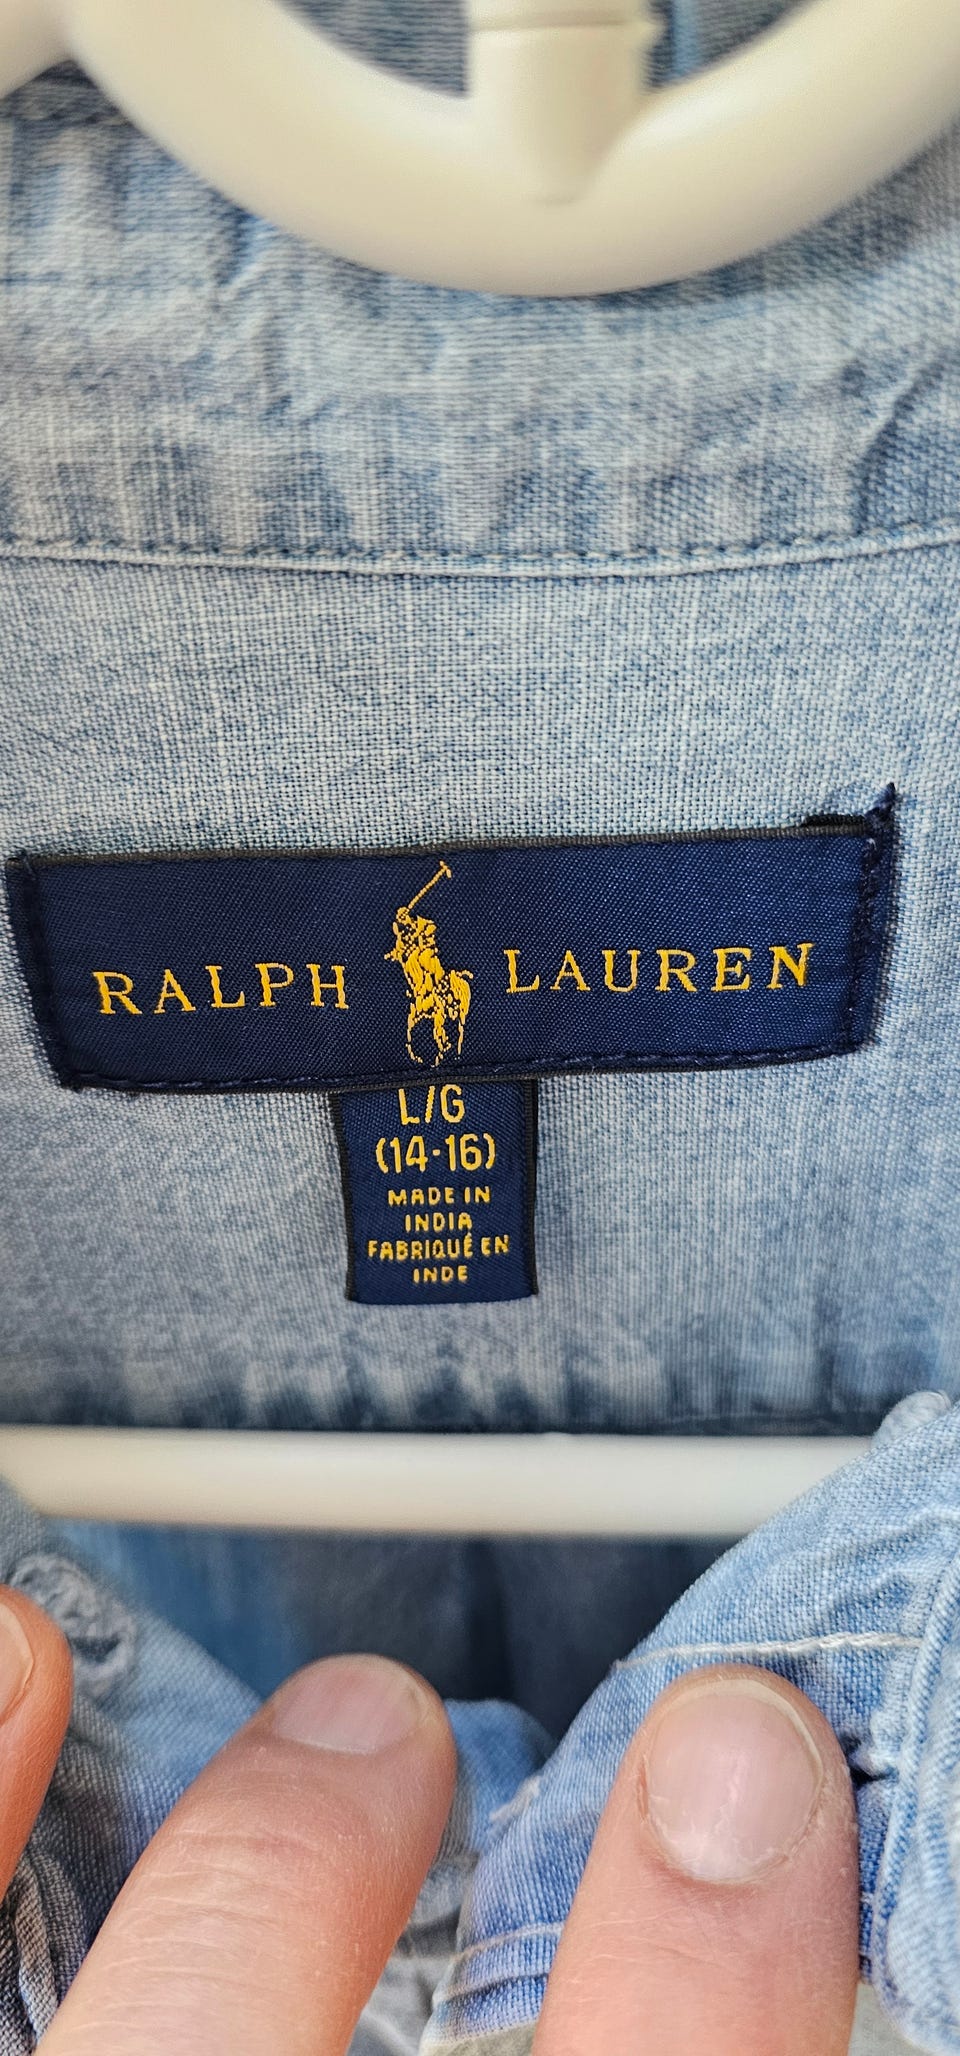 RALPH LAUREN
L/G
(14-16)
MADE IN
INDIA
FABRIQUÉ EN
INDE